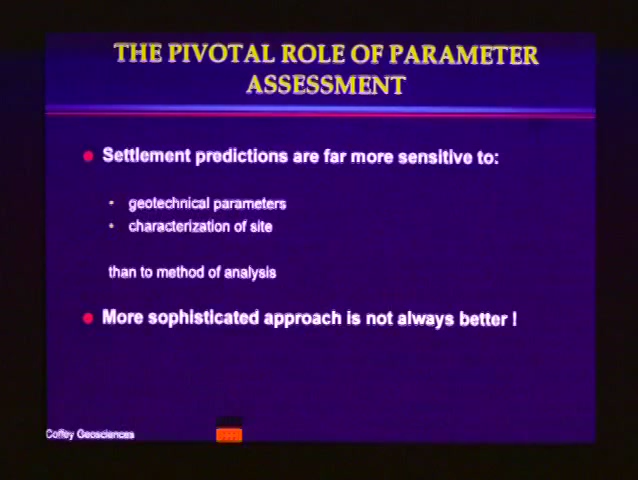 THE PIVOTAL ROLE OF PARAMETER
ASSESSMENT
Settlement predictions are far more sensitive to:
geotechnical parameters
characterization of site
than to method of analysis
More sophisticated approach is not always better !
Coffey Geosciences